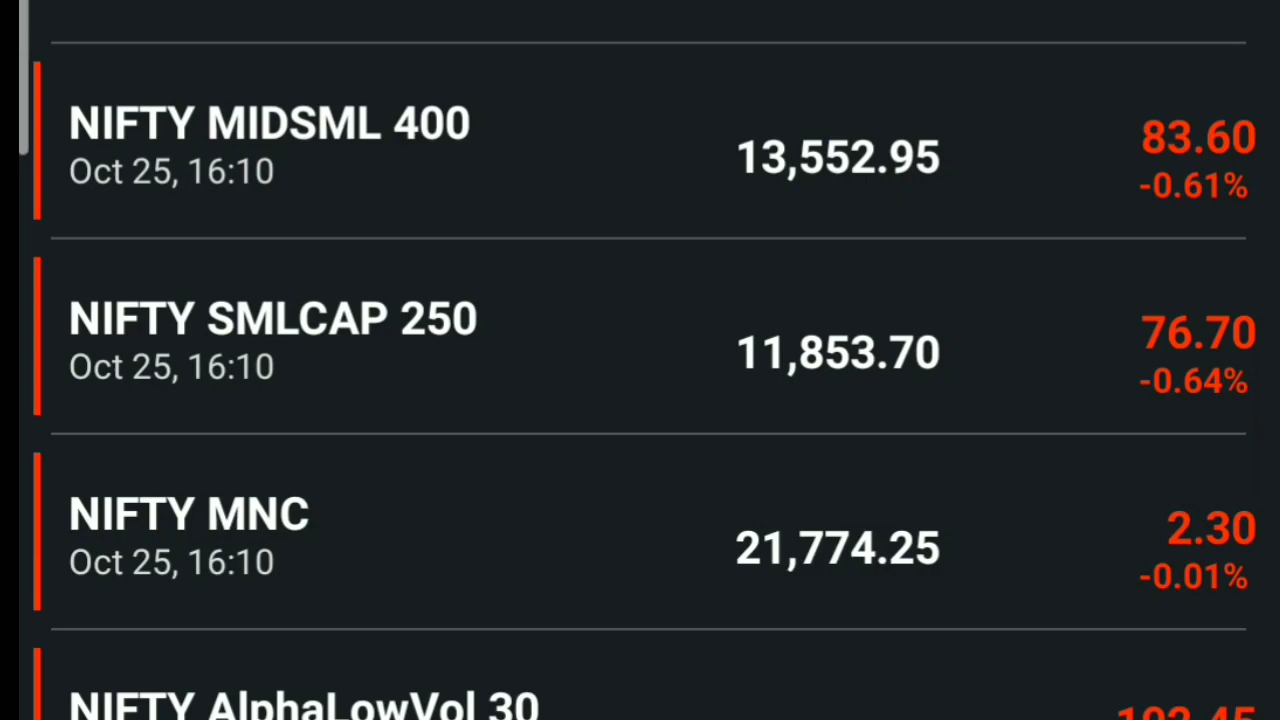 NIFTY MIDSML 400
Oct 25, 16:10
13,552.95
83.60
-0.61%
NIFTY SMLCAP 250
Oct 25, 16:10
11,853.70
76.70
-0.64%
NIFTY MNC
Oct 25, 16:10
21,774.25
2.30
-0.01%
NIFTY AlphaLowVol 30